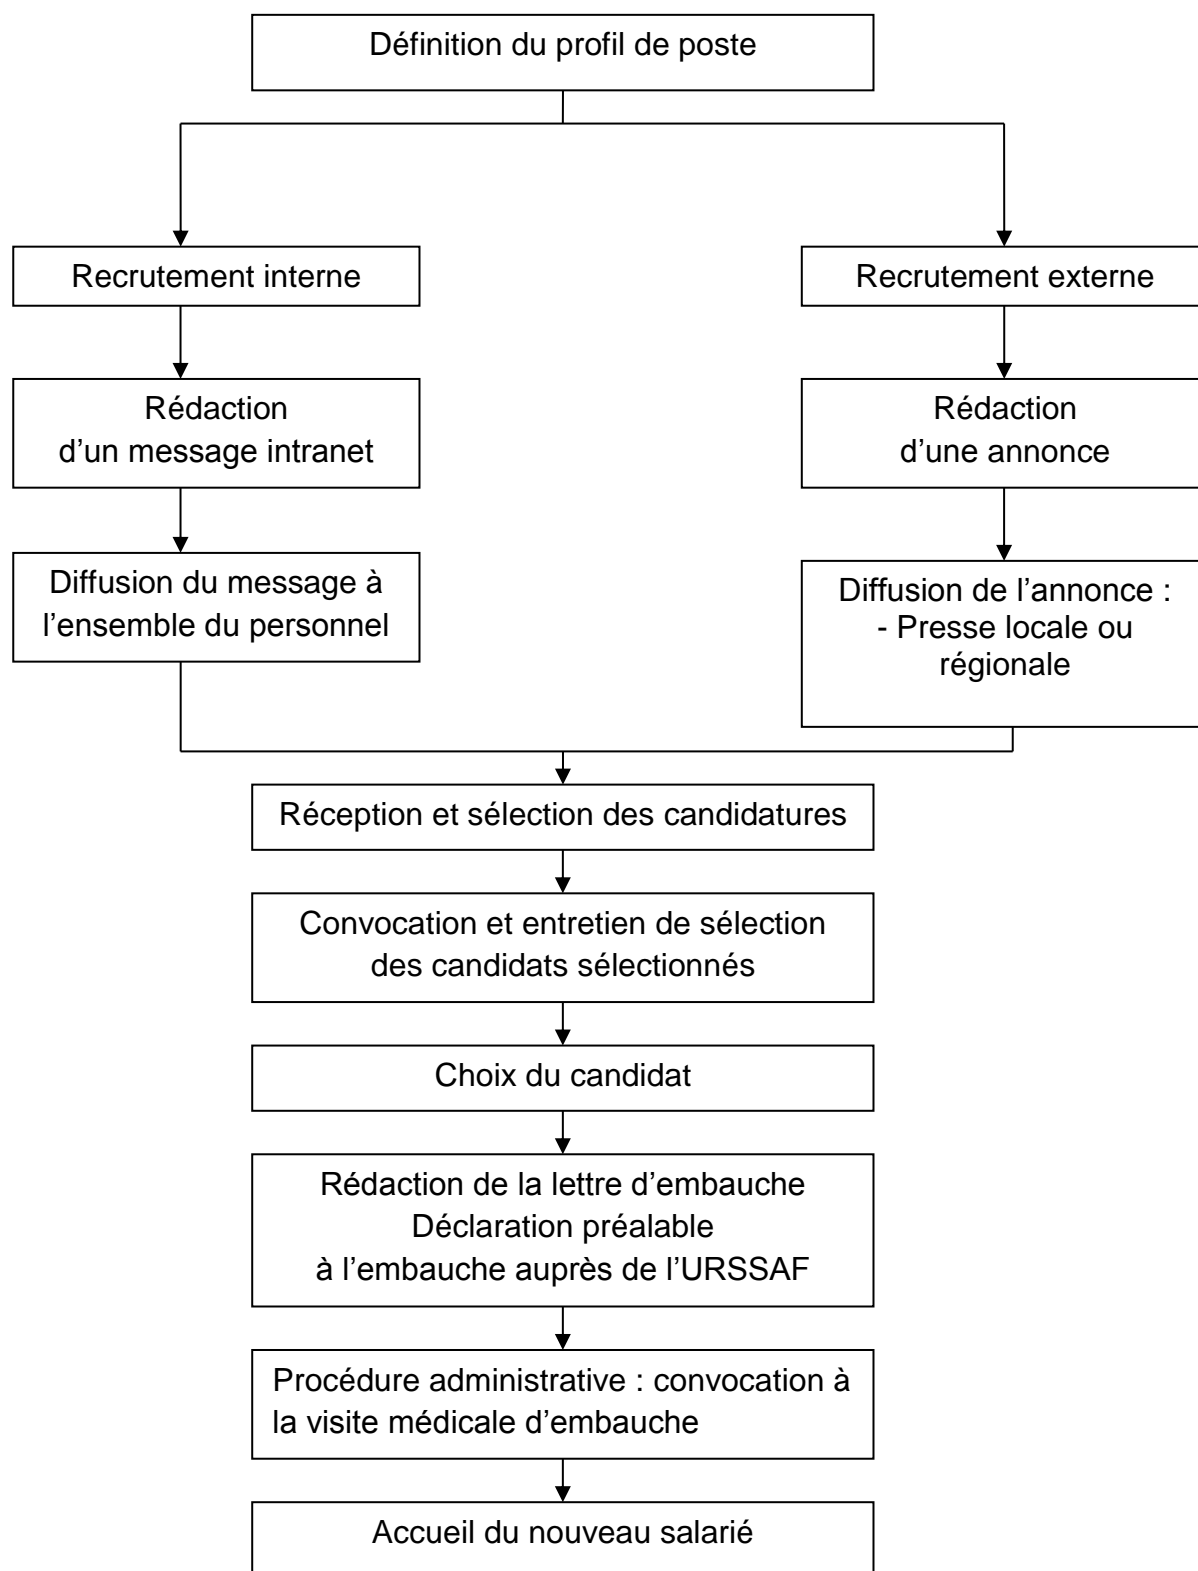 Définition du profil de poste
Recrutement interne
Recrutement externe
Rédaction
d’un message intranet
Rédaction
d’une annonce
Diffusion du message à
l’ensemble du personnel
Diffusion de l’annonce :
- Presse locale ou
régionale
Réception et sélection des candidatures
Convocation et entretien de sélection
des candidats sélectionnés
Choix du candidat
Rédaction de la lettre d’embauche
Déclaration préalable
à l’embauche auprès de l’URSSAF
Procédure administrative : convocation à
la visite médicale d’embauche
Accueil du nouveau salarié